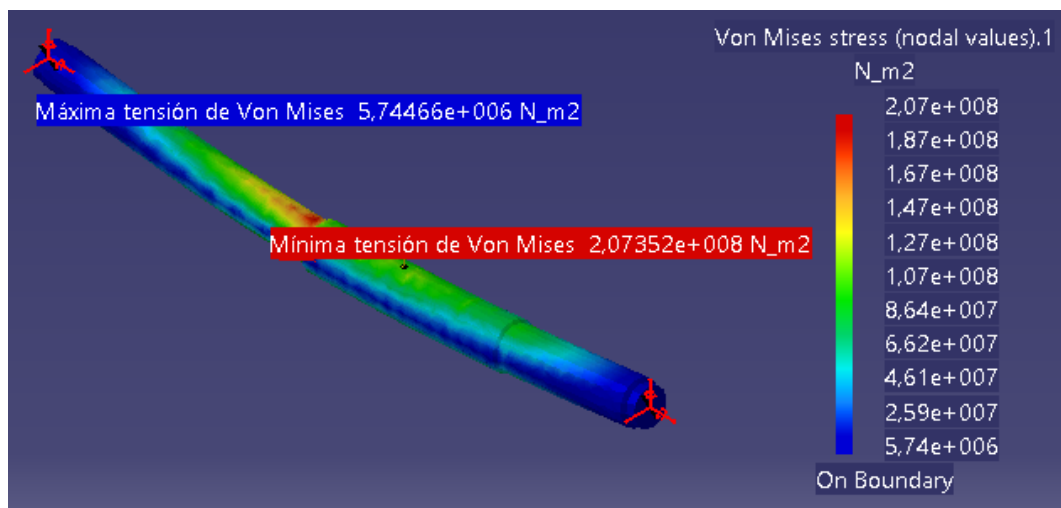 Von Mises stress (nodal values).1
N_m2
Máxima tensión de Von Mises 5,74466e+006 N_m2
Mínima tensión de Von Mises 2,07352e+008 N_m2
2,07e+008
1,87e+008
1,67e+008
1,47e+008
1,27e+008
1,07e+008
8,64e+007
6,62e+007
4,61e+007
2,59e+007
5,74e+006
On Boundary